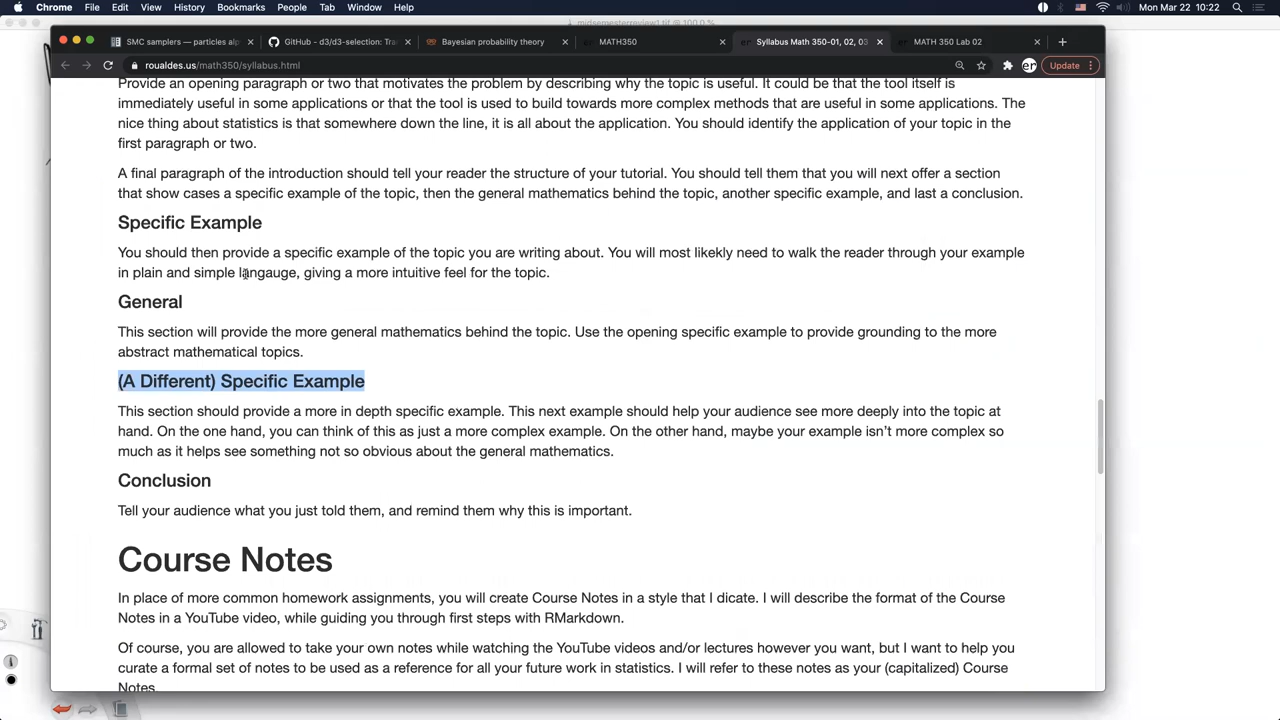 Chrome File Edit View History Bookmarks People Tab Window Help Mon Mar 22 10:22
midsemesterreview1.tif @ 100.0 %
SMC samplers — particles alp GitHub - d3/d3-selection: Tra Bayesian probability theory MATH350 Syllabus Math 350-01, 02, 03 MATH 350 Lab 02
roualdes.us/math350/syllabus.html er Update
Provide an opening paragraph or two that motivates the problem by describing why the topic is useful. It could be that the tool itself is
immediately useful in some applications or that the tool is used to build towards more complex methods that are useful in some applications. The
nice thing about statistics is that somewhere down the line, it is all about the application. You should identify the application of your topic in the
first paragraph or two.
A final paragraph of the introduction should tell your reader the structure of your tutorial. You should tell them that you will next offer a section
that show cases a specific example of the topic, then the general mathematics behind the topic, another specific example, and last a conclusion.
Specific Example
You should then provide a specific example of the topic you are writing about. You will most likekly need to walk the reader through your example
in plain and simple langauge, giving a more intuitive feel for the topic.
General
This section will provide the more general mathematics behind the topic. Use the opening specific example to provide grounding to the more
abstract mathematical topics.
(A Different) Specific Example
This section should provide a more in depth specific example. This next example should help your audience see more deeply into the topic at
hand. On the one hand, you can think of this as just a more complex example. On the other hand, maybe your example isn’t more complex so
much as it helps see something not so obvious about the general mathematics.
Conclusion
Tell your audience what you just told them, and remind them why this is important.
Course Notes
In place of more common homework assignments, you will create Course Notes in a style that I dicate. I will describe the format of the Course
Notes in a YouTube video, while guiding you through first steps with RMarkdown.
Of course, you are allowed to take your own notes while watching the YouTube videos and/or lectures however you want, but I want to help you
curate a formal set of notes to be used as a reference for all your future work in statistics. I will refer to these notes as your (capitalized) Course
Notes.